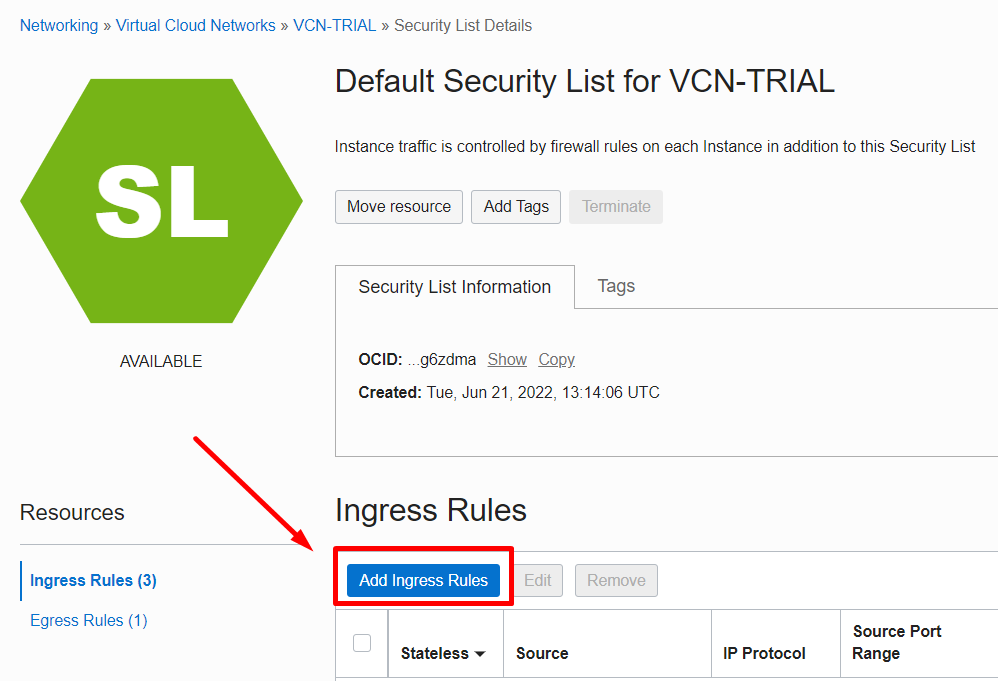 Networking » Virtual Cloud Networks » VCN-TRIAL » Security List Details
SL
AVAILABLE
Default Security List for VCN-TRIAL
Instance traffic is controlled by firewall rules on each Instance in addition to this Security List
Move resource Add Tags Terminate
Security List Information Tags
OCID: ...g6zdma Show Copy
Created: Tue, Jun 21, 2022, 13:14:06 UTC
Resources
Ingress Rules (3)
Egress Rules (1)
Ingress Rules
Add Ingress Rules Edit Remove
Stateless Source IP Protocol Source Port
Range